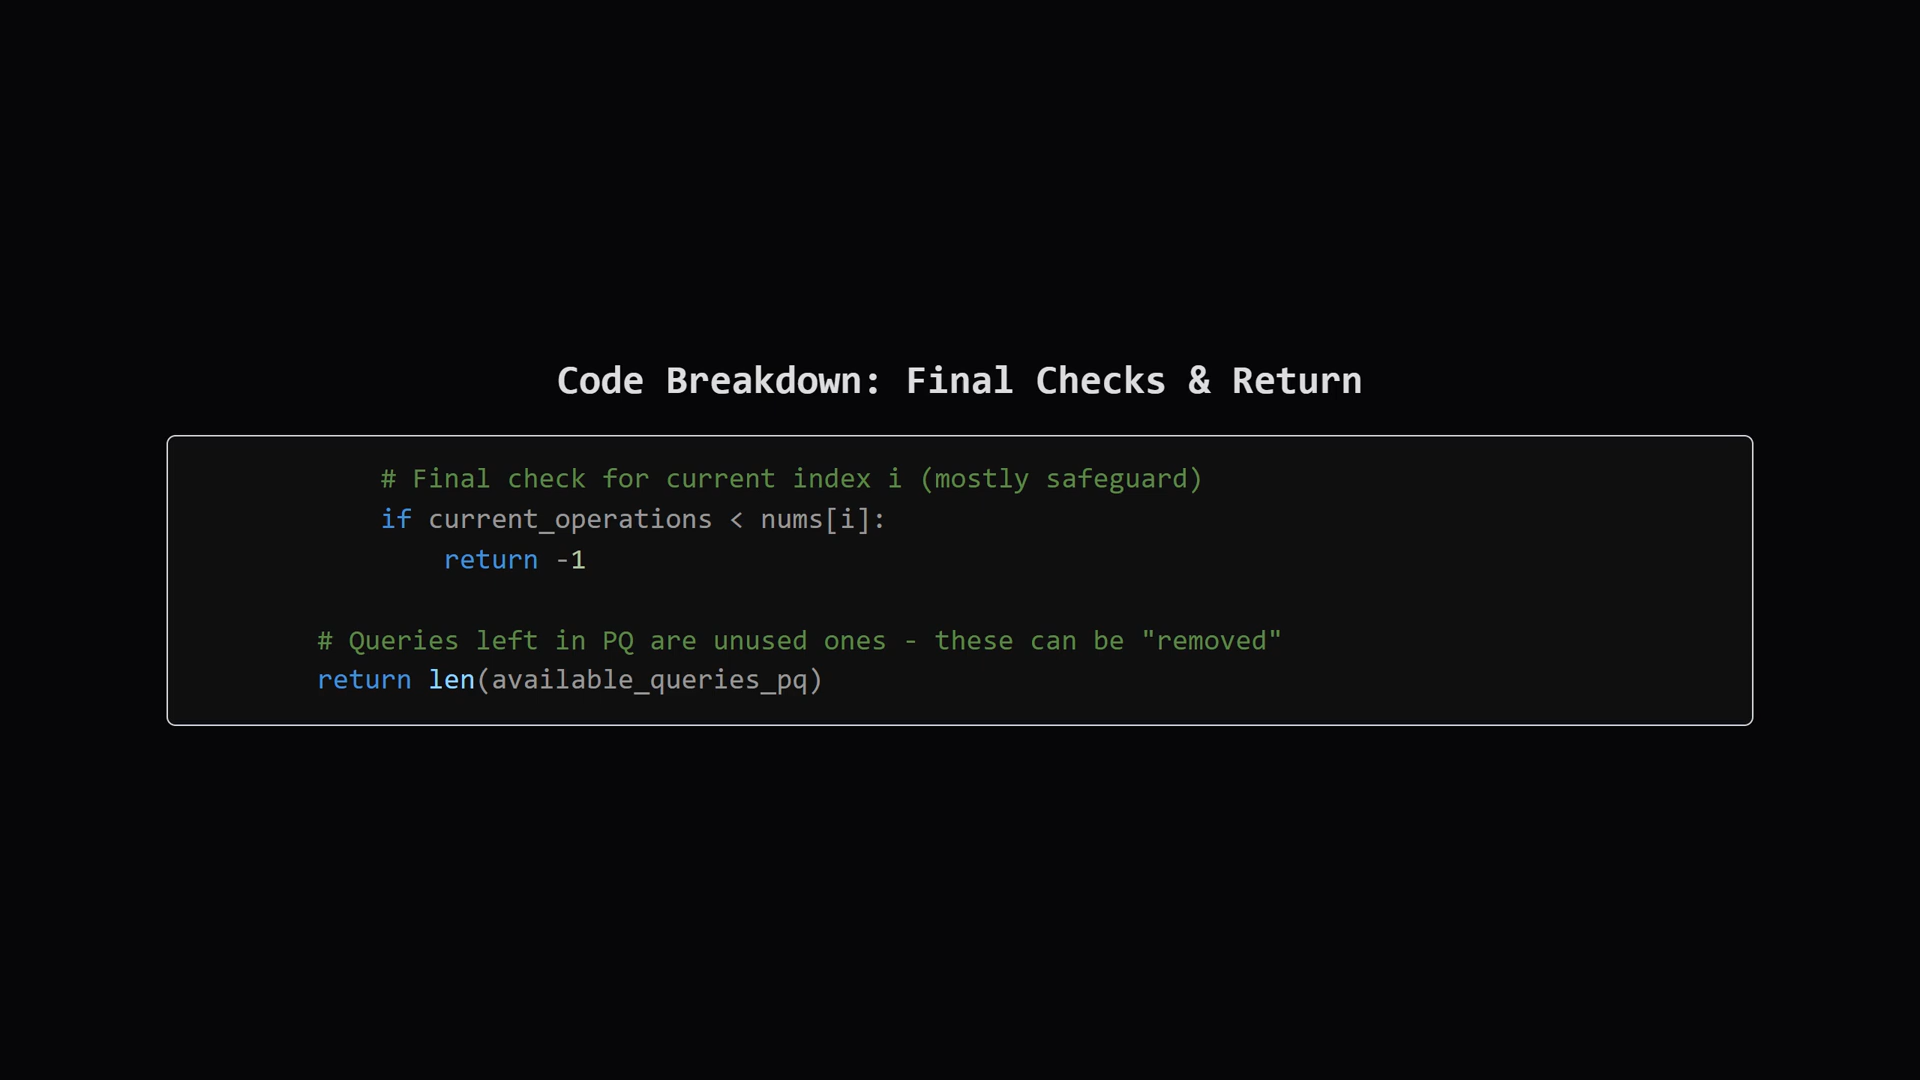 Code Breakdown: Final Checks & Return
# Final check for current index i (mostly safeguard)
if current_operations < nums[i]:
return -1
# Queries left in PQ are unused ones - these can be "removed"
return len(available_queries_pq)